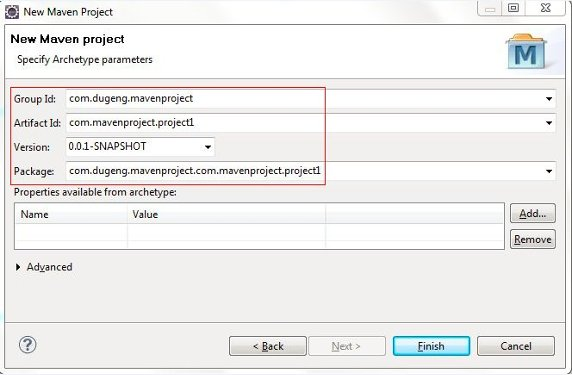 New Maven Project
New Maven project
Specify Archetype parameters
M
Group Id: com.dugeng.mavenproject
Artifact Id: com.mavenproject.project1
Version: 0.0.1-SNAPSHOT
Package: com.dugeng.mavenproject.com.mavenproject.project1
Properties available from archetype:
Name Value Add...
Remove
Advanced
? < Back Next > Finish Cancel